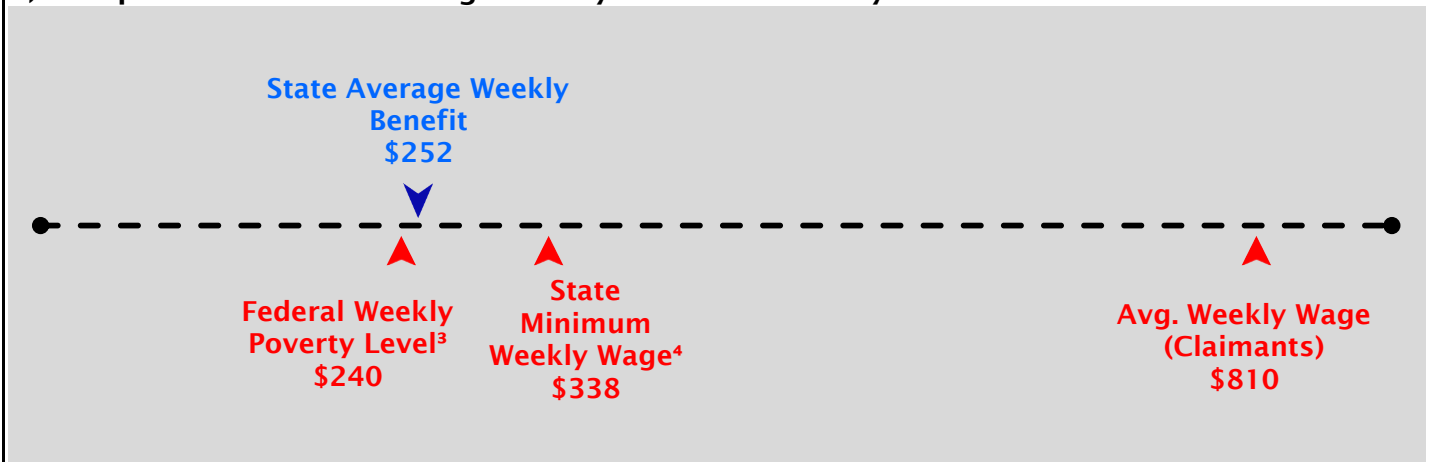 State Average Weekly
Benefit
$252
Federal Weekly
Poverty Level³
$240
State
Minimum
Weekly Wage⁴
$338
Avg. Weekly Wage
(Claimants)
$810